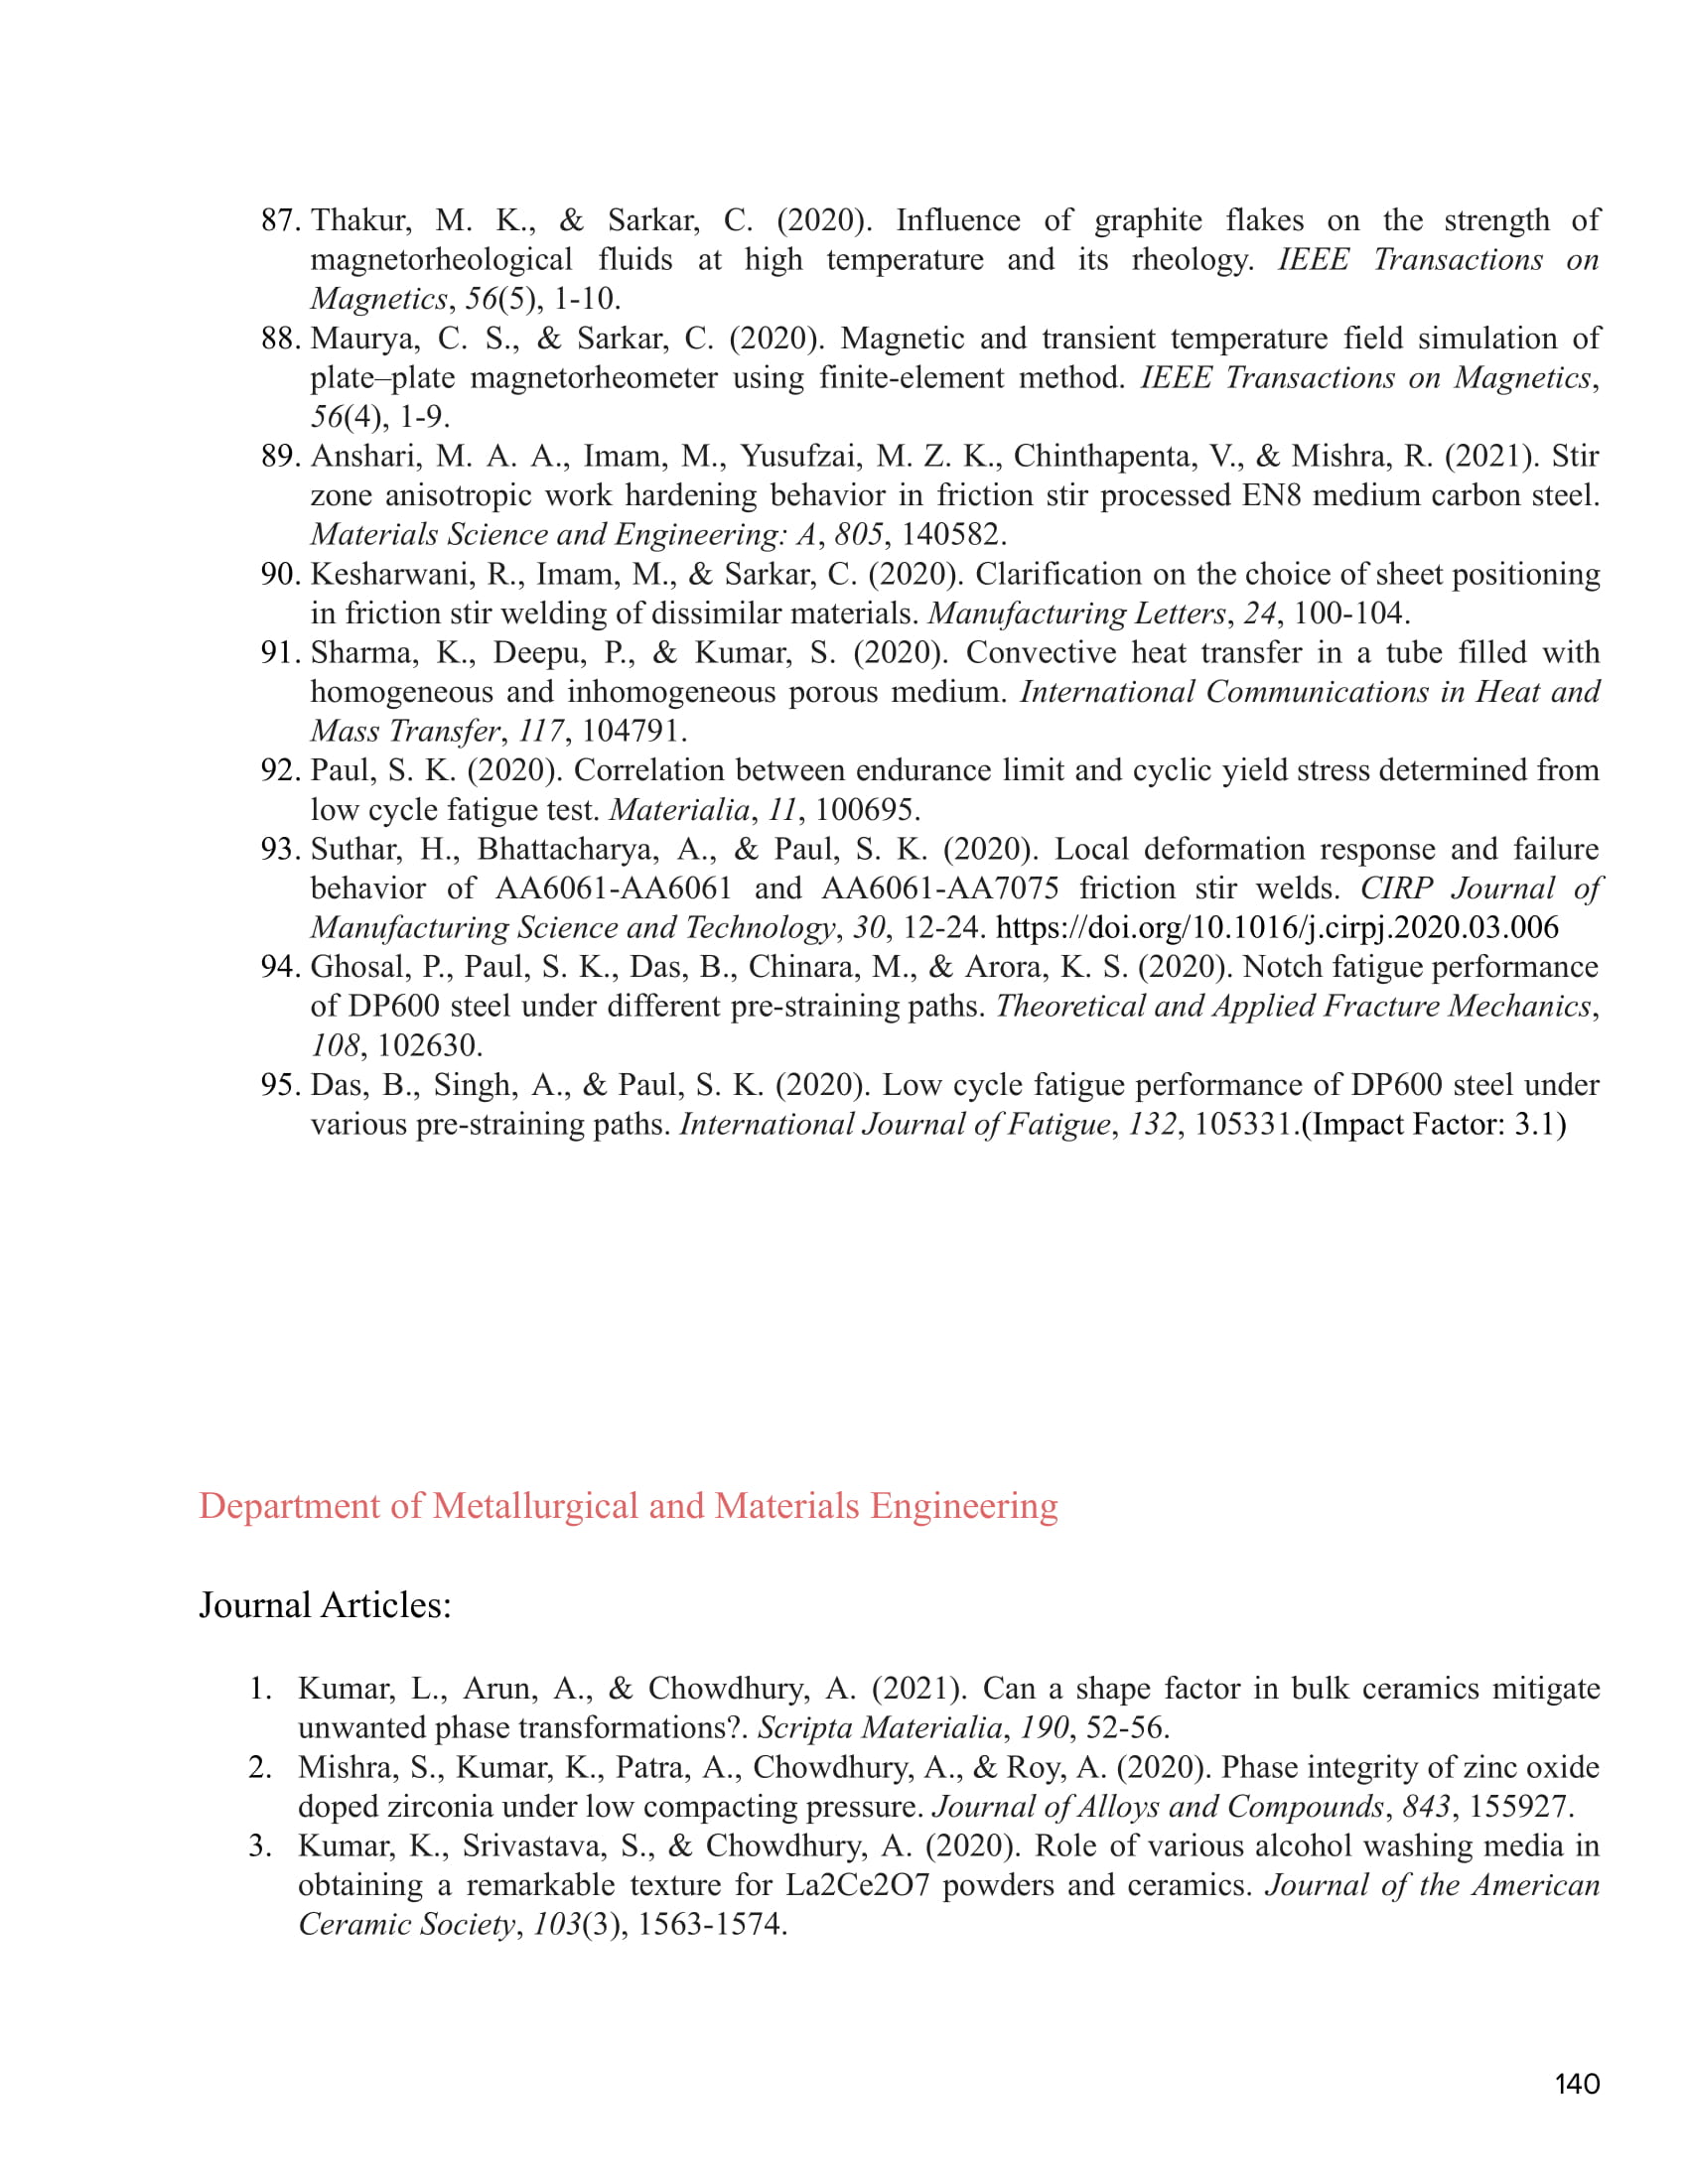 87. Thakur, M. K., & Sarkar, C. (2020). Influence of graphite flakes on the strength of
magnetorheological fluids at high temperature and its rheology. IEEE Transactions on
Magnetics, 56(5), 1-10.
88. Maurya, C. S., & Sarkar, C. (2020). Magnetic and transient temperature field simulation of
plate–plate magnetorheometer using finite-element method. IEEE Transactions on Magnetics,
56(4), 1-9.
89. Anshari, M. A. A., Imam, M., Yusufzai, M. Z. K., Chinthapenta, V., & Mishra, R. (2021). Stir
zone anisotropic work hardening behavior in friction stir processed EN8 medium carbon steel.
Materials Science and Engineering: A, 805, 140582.
90. Kesharwani, R., Imam, M., & Sarkar, C. (2020). Clarification on the choice of sheet positioning
in friction stir welding of dissimilar materials. Manufacturing Letters, 24, 100-104.
91. Sharma, K., Deepu, P., & Kumar, S. (2020). Convective heat transfer in a tube filled with
homogeneous and inhomogeneous porous medium. International Communications in Heat and
Mass Transfer, 117, 104791.
92. Paul, S. K. (2020). Correlation between endurance limit and cyclic yield stress determined from
low cycle fatigue test. Materialia, 11, 100695.
93. Suthar, H., Bhattacharya, A., & Paul, S. K. (2020). Local deformation response and failure
behavior of AA6061-AA6061 and AA6061-AA7075 friction stir welds. CIRP Journal of
Manufacturing Science and Technology, 30, 12-24. https://doi.org/10.1016/j.cirpj.2020.03.006
94. Ghosal, P., Paul, S. K., Das, B., Chinara, M., & Arora, K. S. (2020). Notch fatigue performance
of DP600 steel under different pre-straining paths. Theoretical and Applied Fracture Mechanics,
108, 102630.
95. Das, B., Singh, A., & Paul, S. K. (2020). Low cycle fatigue performance of DP600 steel under
various pre-straining paths. International Journal of Fatigue, 132, 105331.(Impact Factor: 3.1)
Department of Metallurgical and Materials Engineering
Journal Articles:
1. Kumar, L., Arun, A., & Chowdhury, A. (2021). Can a shape factor in bulk ceramics mitigate
unwanted phase transformations?. Scripta Materialia, 190, 52-56.
2. Mishra, S., Kumar, K., Patra, A., Chowdhury, A., & Roy, A. (2020). Phase integrity of zinc oxide
doped zirconia under low compacting pressure. Journal of Alloys and Compounds, 843, 155927.
3. Kumar, K., Srivastava, S., & Chowdhury, A. (2020). Role of various alcohol washing media in
obtaining a remarkable texture for La2Ce2O7 powders and ceramics. Journal of the American
Ceramic Society, 103(3), 1563-1574.
140